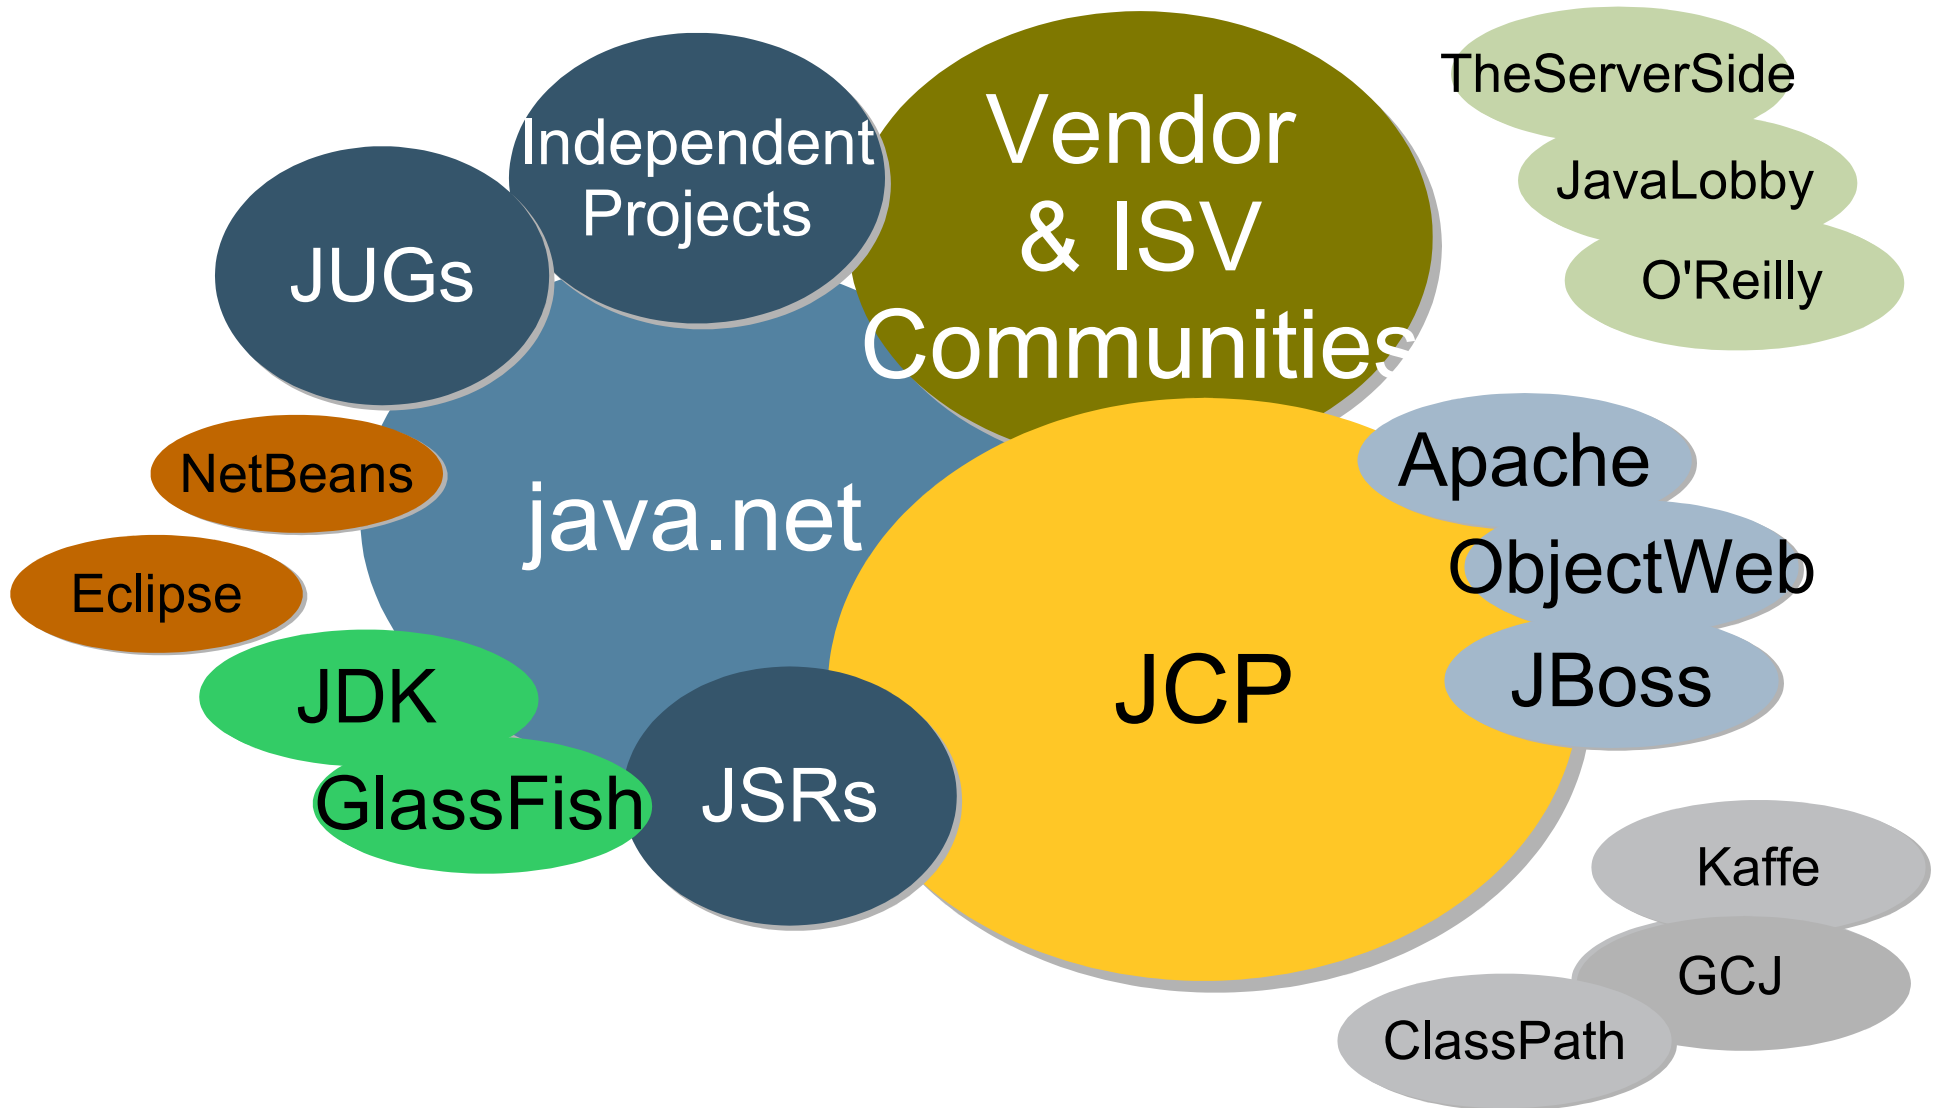 TheServerSide
JavaLobby
O'Reilly
Vendor
& ISV
Communities
Independent
Projects
JUGs
NetBeans
Eclipse
java.net
Apache
ObjectWeb
JBoss
JCP
JDK
GlassFish
JSRs
Kaffe
GCJ
ClassPath